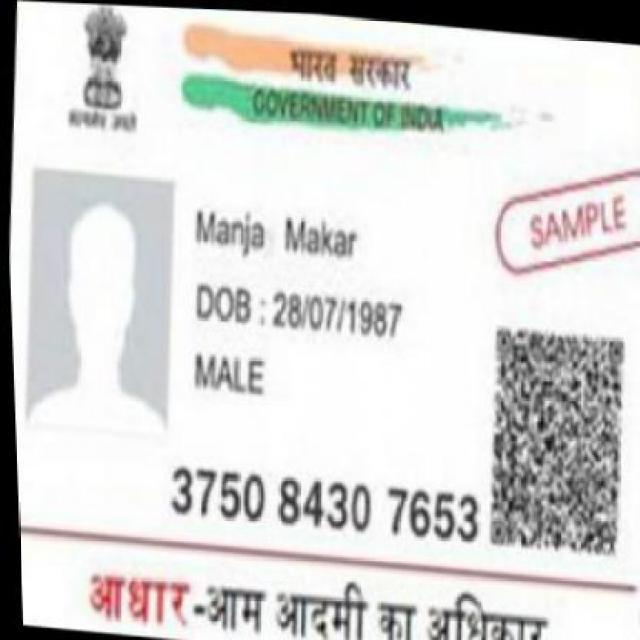 भारत सरकार
GOVERNMENT OF INDIA
सत्यमेव जयते
Manja Makar
SAMPLE
DOB : 28/07/1987
MALE
3750 8430 7653
आधार-आम आदमी का अधिकार